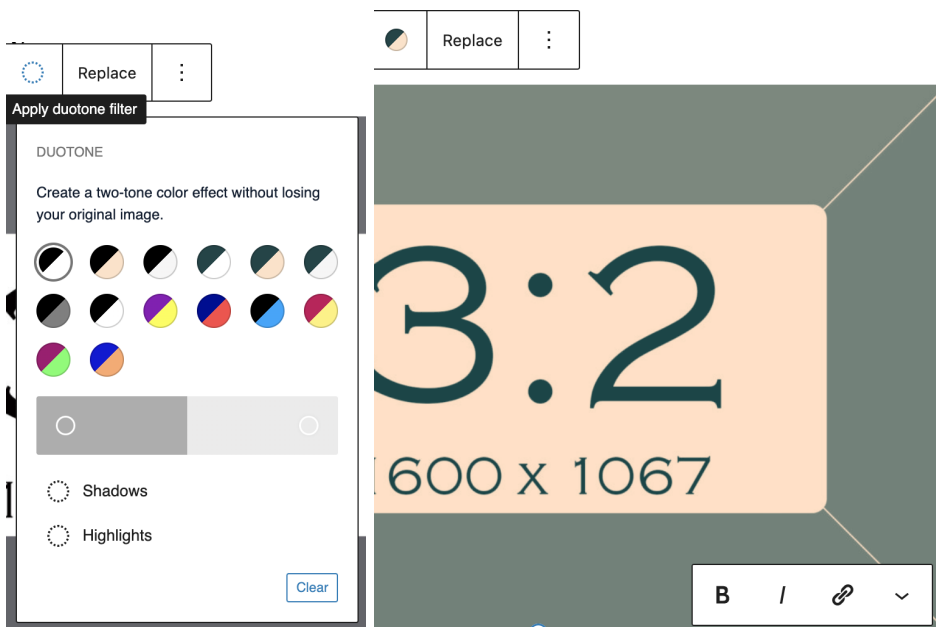 Replace
Apply duotone filter
DUOTONE
Create a two-tone color effect without losing
your original image.
Shadows
Highlights
Clear
Replace
3:2
1600 x 1067
B I